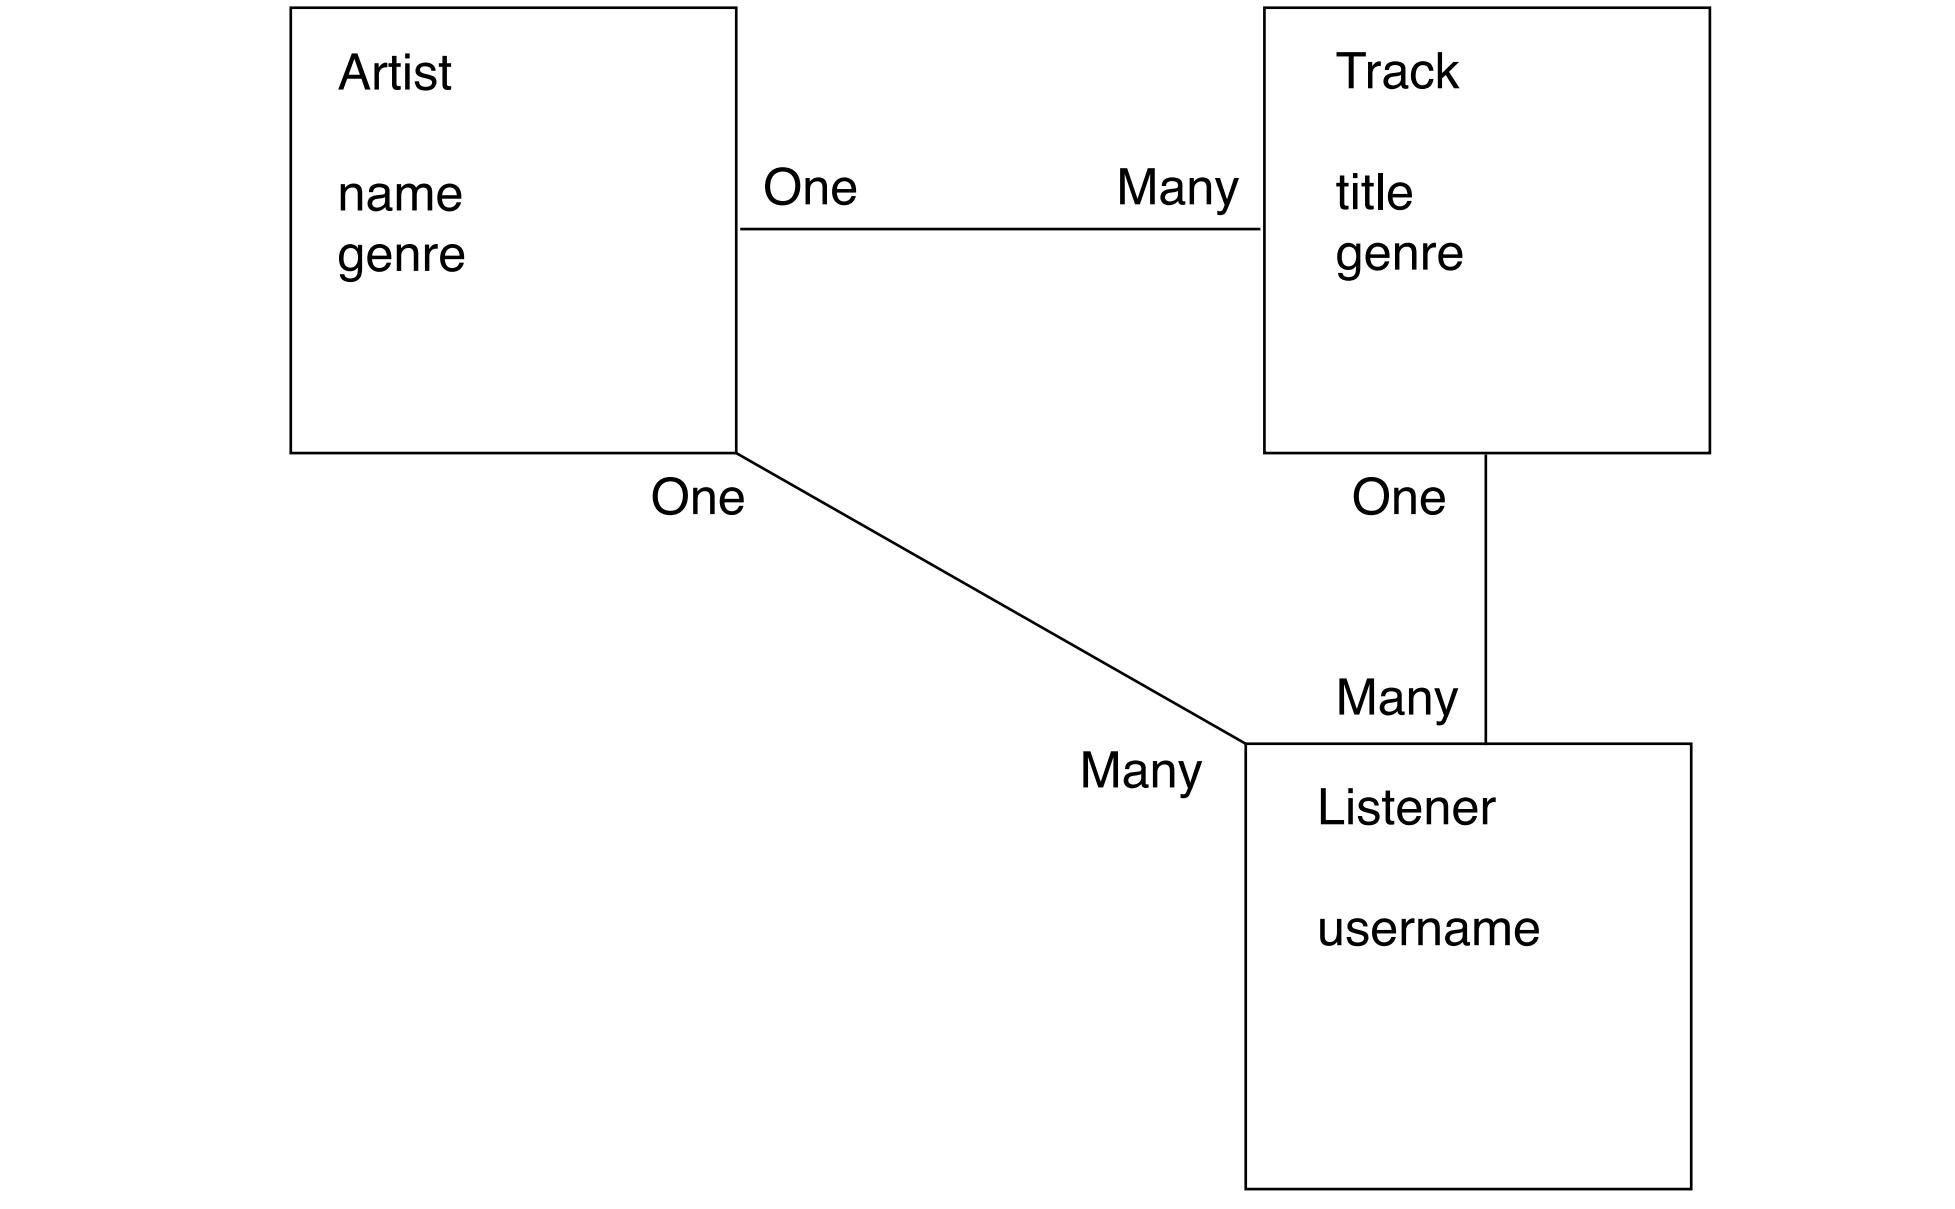 Artist
name
genre
One
Many
Track
title
genre
One
One
Many
Many
Listener
username